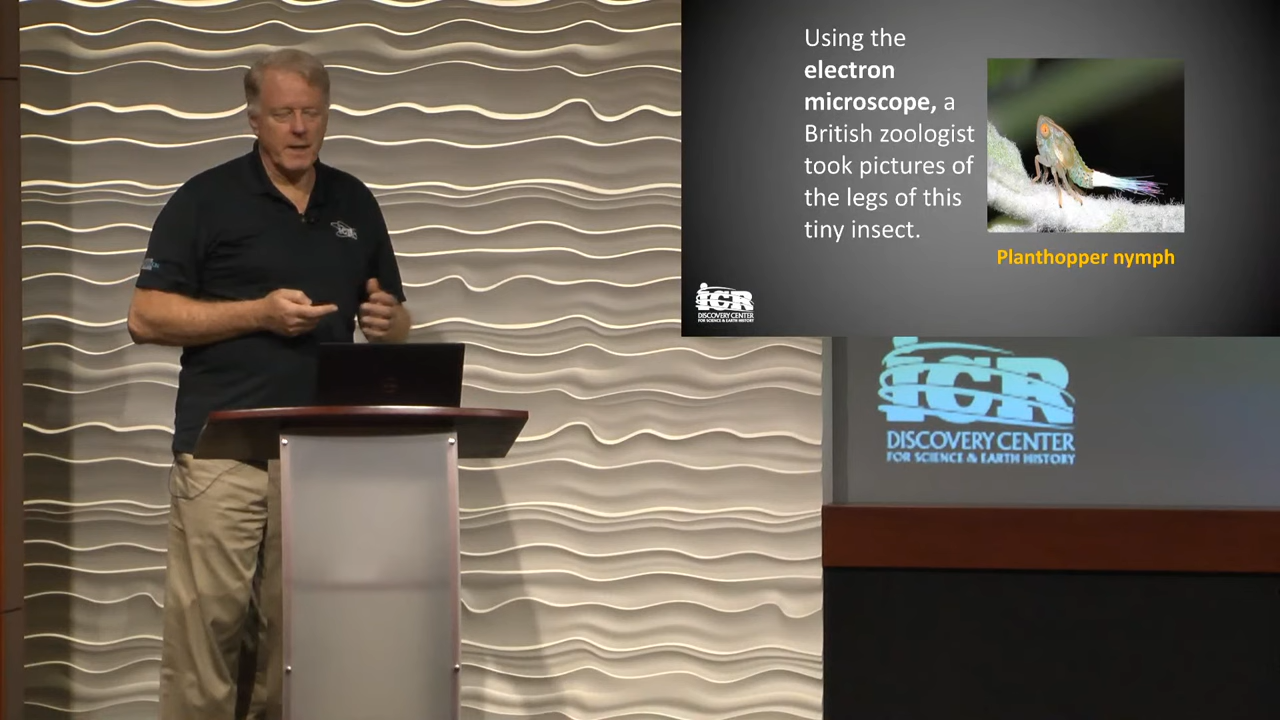 Using the
electron
microscope, a
British zoologist
took pictures of
the legs of this
tiny insect.
Planthopper nymph
ICR
DISCOVERY CENTER
FOR SCIENCE & EARTH HISTORY
ICR
DISCOVERY CENTER
FOR SCIENCE & EARTH HISTORY
ICR